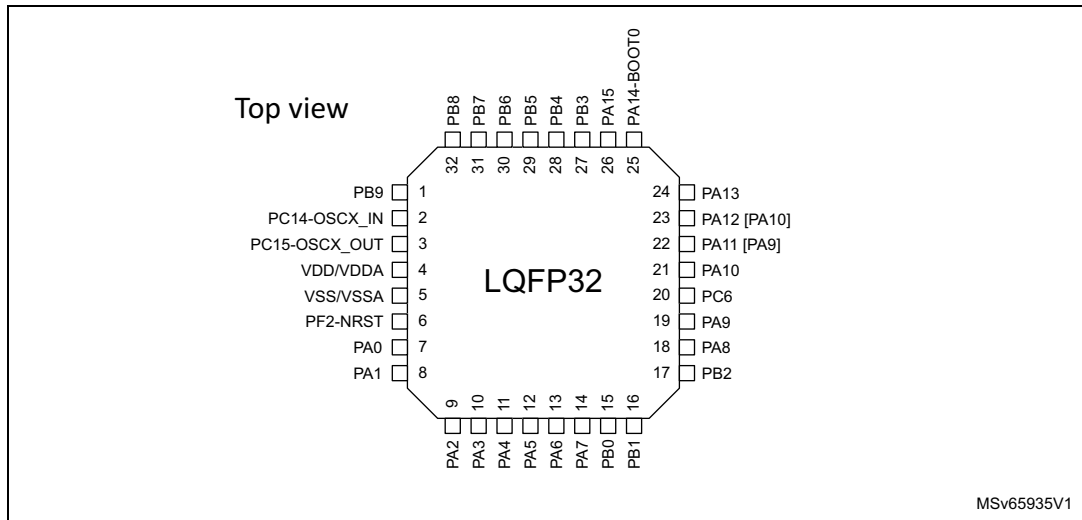 Top view
PB8
PB7
PB6
PB5
PB4
PB3
PA15
PA14-BOOT0
32
31
30
29
28
27
26
25
PB9 1
PC14-OSCX_IN 2
PC15-OSCX_OUT 3
VDD/VDDA 4
VSS/VSSA 5
PF2-NRST 6
PA0 7
PA1 8
LQFP32
24 PA13
23 PA12 [PA10]
22 PA11 [PA9]
21 PA10
20 PC6
19 PA9
18 PA8
17 PB2
9
10
11
12
13
14
15
16
PA2
PA3
PA4
PA5
PA6
PA7
PB0
PB1
MSv65935V1